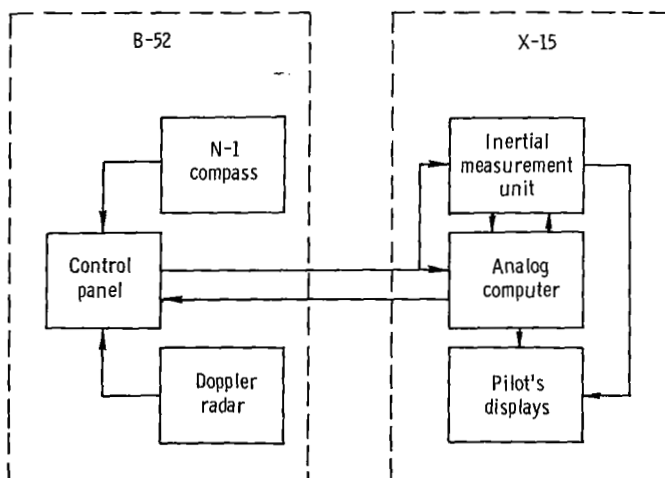 B-52
X-15
N-1
compass
Inertial
measurement
unit
Control
panel
Analog
computer
Doppler
radar
Pilot's
displays